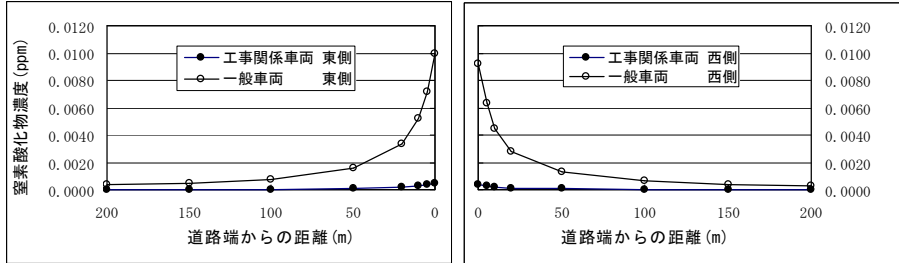 窒素酸化物濃度(ppm)
0.0120
0.0100
0.0080
0.0060
0.0040
0.0020
0.0000
工事関係車両 東側
一般車両 東側
200 150 100 50 0
道路端からの距離(m)
工事関係車両 西側
一般車両 西側
0.0120
0.0100
0.0080
0.0060
0.0040
0.0020
0.0000
0 50 100 150 200
道路端からの距離(m)